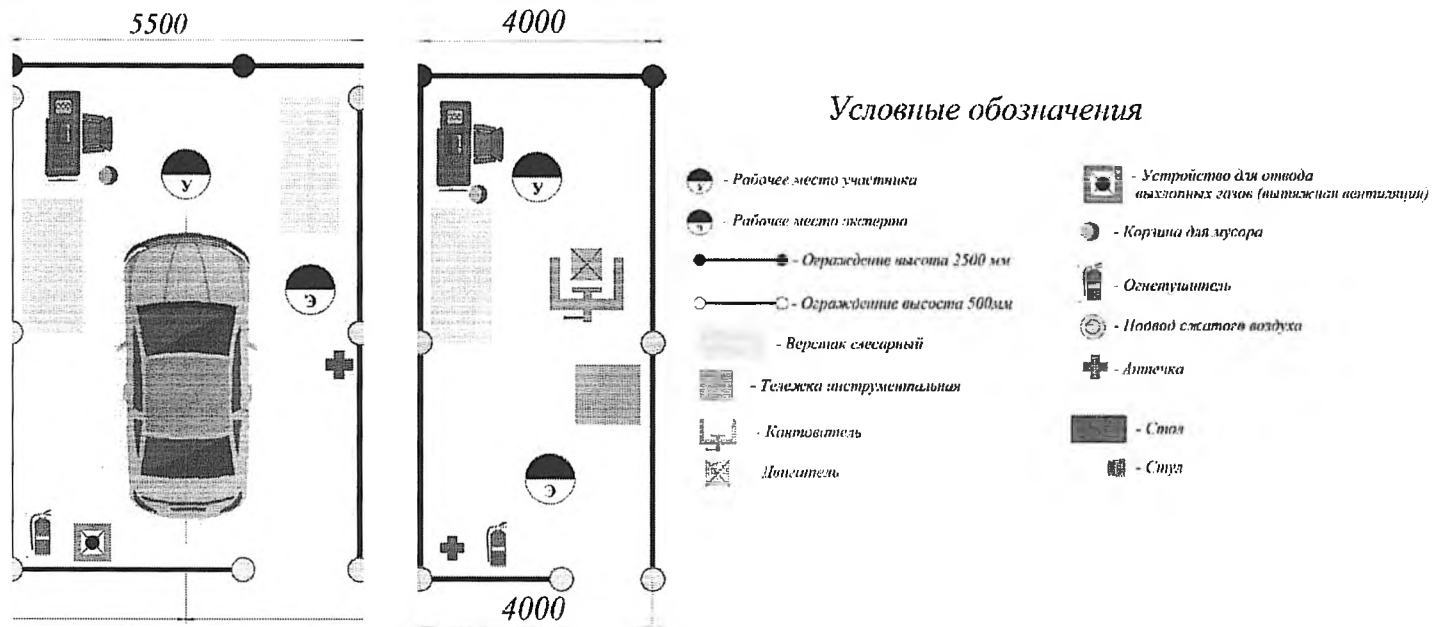 5500
4000
У
Э
У
Э
4000
Условные обозначения
У - Рабочее место участника
Э - Рабочее место эксперта
- Ограждение высота 2500 мм
- Ограждение высоста 500мм
- Верстак слесарный
- Тележка инструментальная
- Кантователь
Двигатель
- Устройство для отвода
выхлопных газов (вытяжная вентиляция)
- Корзина для мусора
- Огнетушитель
- Подвод сжатого воздуха
- Аптечка
- Стол
- Стул